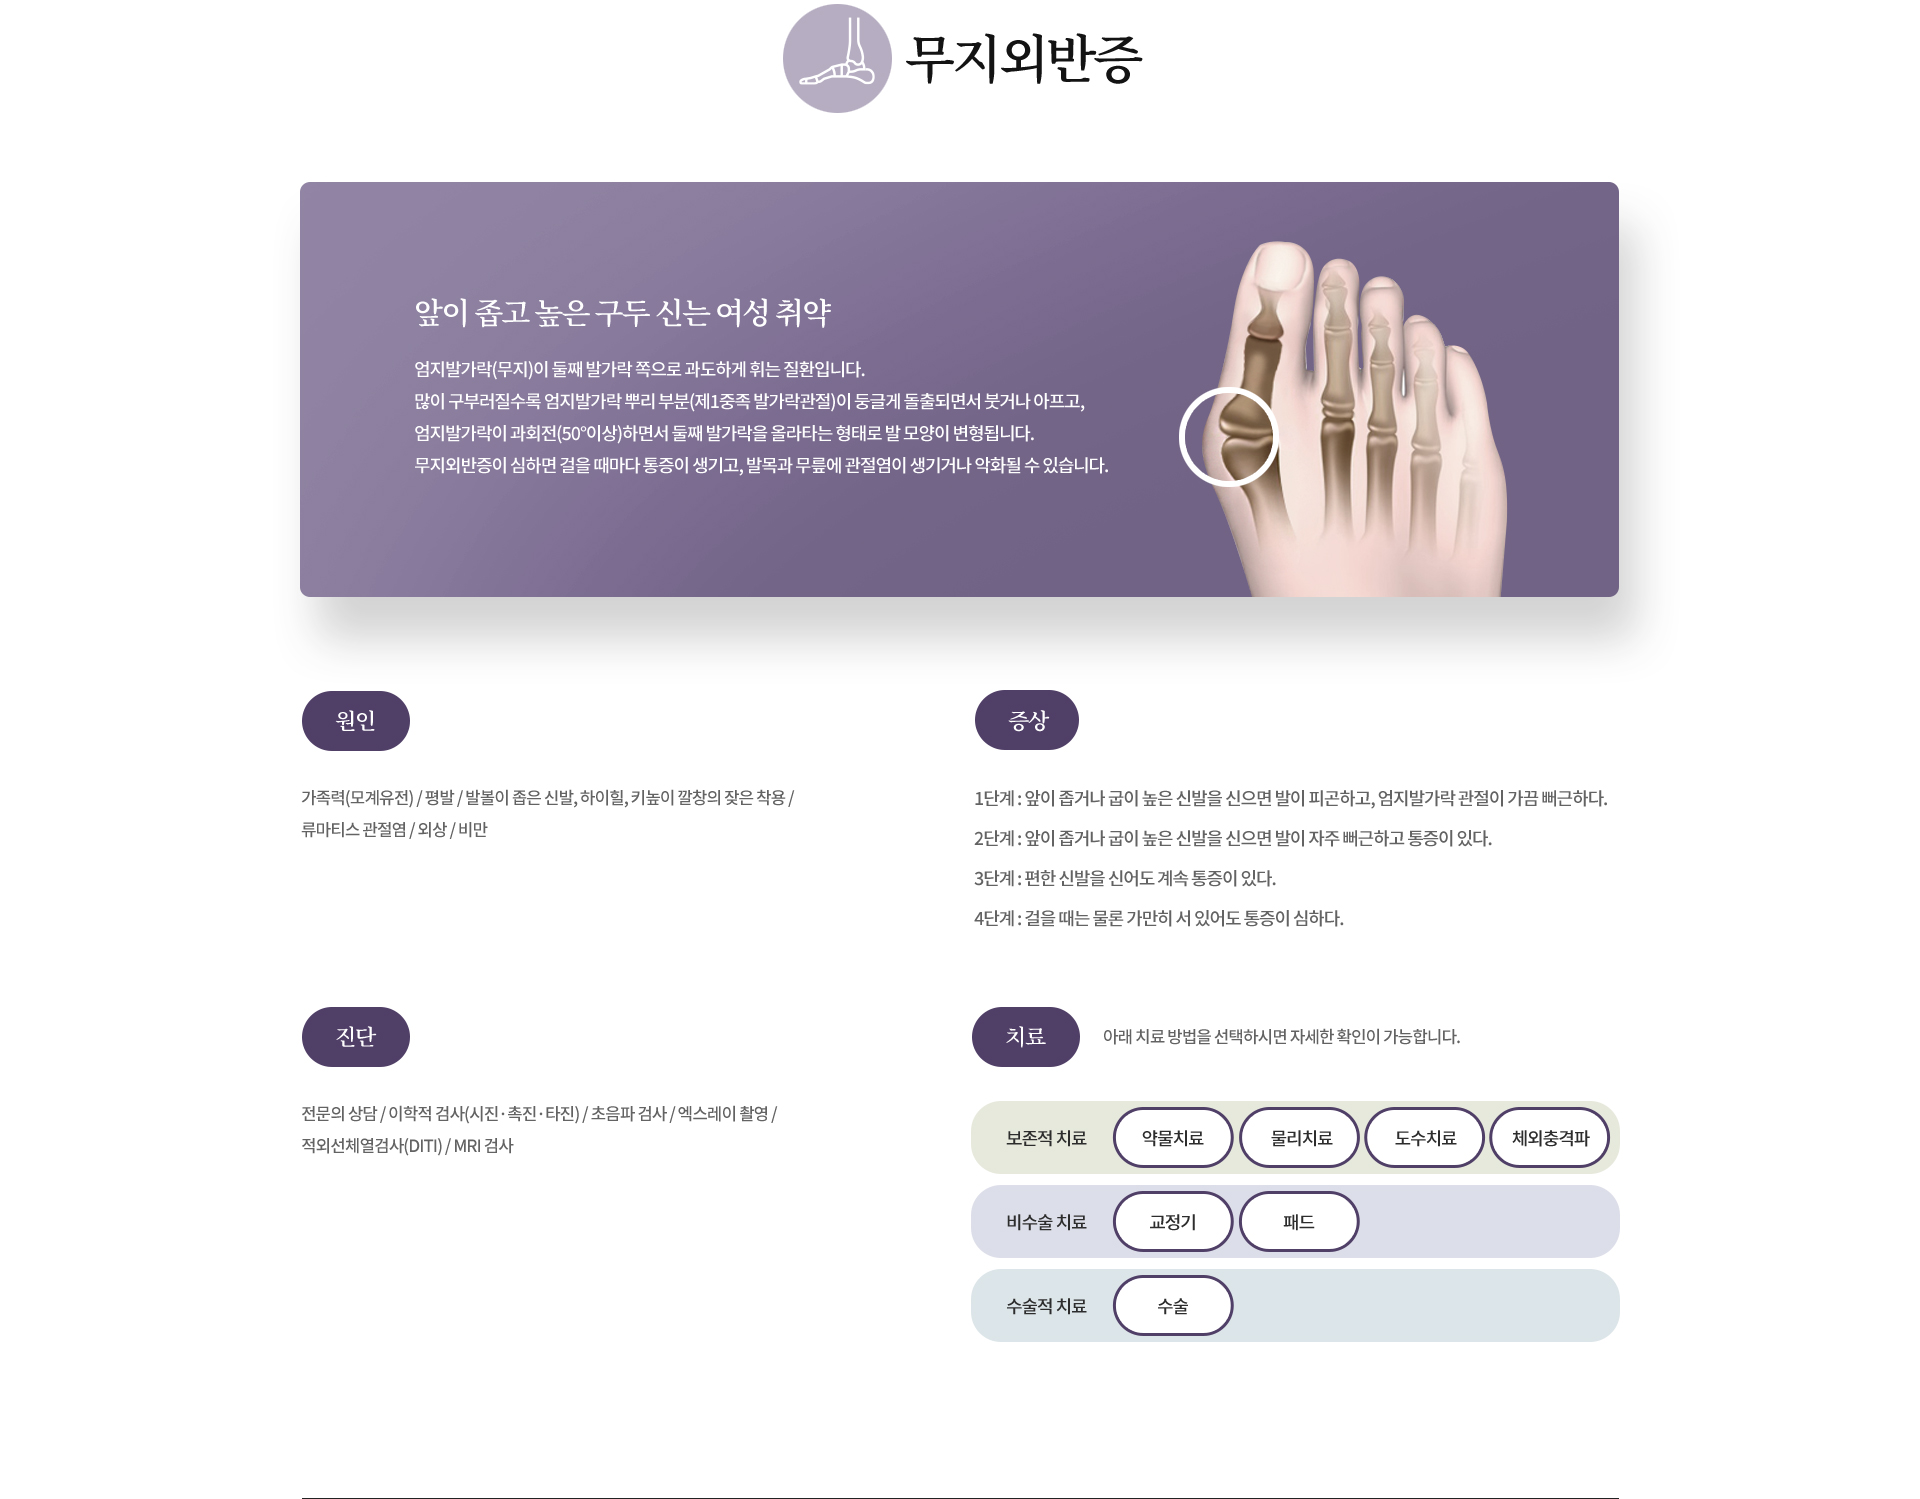 무지외반증
앞이 좁고 높은 구두 신는 여성 취약
엄지발가락(무지)이 둘째 발가락 쪽으로 과도하게 휘는 질환입니다.
많이 구부러질수록 엄지발가락 뿌리 부분(제1중족 발가락관절)이 둥글게 돌출되면서 붓거나 아프고,
엄지발가락이 과회전(50°이상)하면서 둘째 발가락을 올라타는 형태로 발 모양이 변형됩니다.
무지외반증이 심하면 걸을 때마다 통증이 생기고, 발목과 무릎에 관절염이 생기거나 악화될 수 있습니다.
원인
가족력(모계유전) / 평발 / 발볼이 좁은 신발, 하이힐, 키높이 깔창의 잦은 착용 /
류마티스 관절염 / 외상 / 비만
증상
1단계 : 앞이 좁거나 굽이 높은 신발을 신으면 발이 피곤하고, 엄지발가락 관절이 가끔 뻐근하다.
2단계 : 앞이 좁거나 굽이 높은 신발을 신으면 발이 자주 뻐근하고 통증이 있다.
3단계 : 편한 신발을 신어도 계속 통증이 있다.
4단계 : 걸을 때는 물론 가만히 서 있어도 통증이 심하다.
진단
전문의 상담 / 이학적 검사(시진·촉진·타진) / 초음파 검사 / 엑스레이 촬영 /
적외선체열검사(DITI) / MRI 검사
치료 아래 치료 방법을 선택하시면 자세한 확인이 가능합니다.
보존적 치료 약물치료 물리치료 도수치료 체외충격파
비수술 치료 교정기 패드
수술적 치료 수술